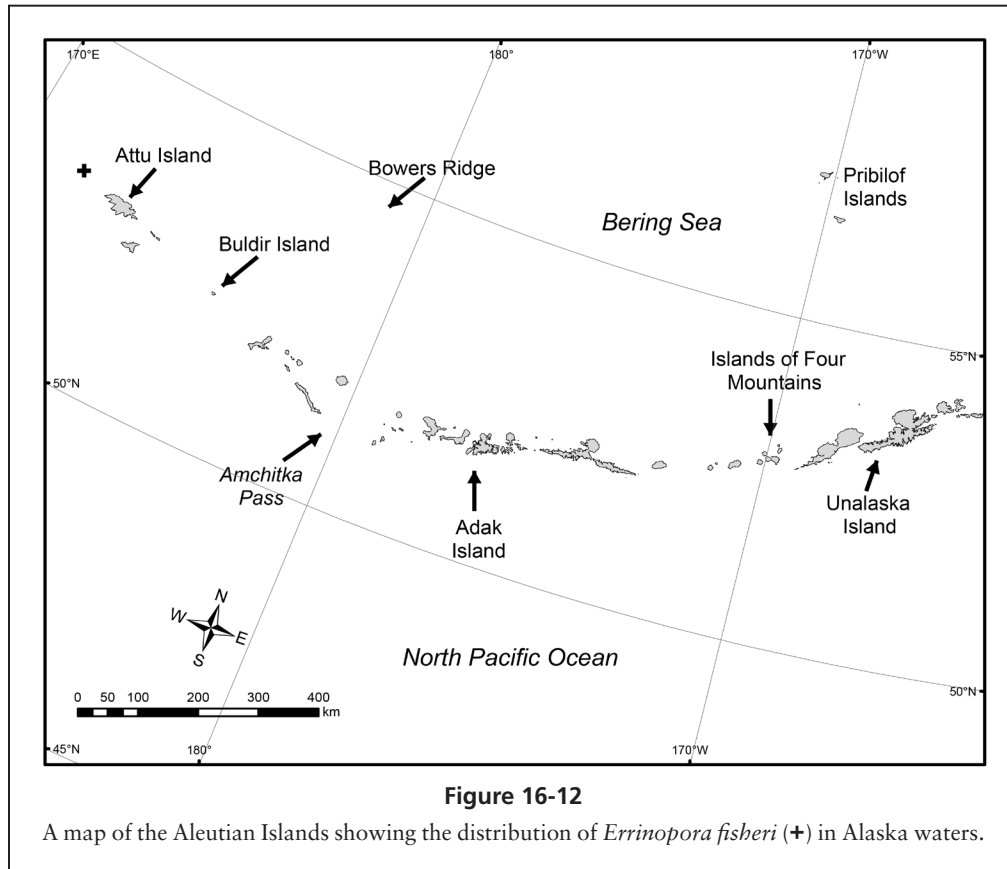 170°E
180°
170°W
Attu Island
Bowers Ridge
Pribilof
Islands
Bering Sea
Buldir Island
55°N
Islands of Four
Mountains
50°N
Amchitka
Pass
Adak
Island
Unalaska
Island
N
W
E
S
North Pacific Ocean
50°N
0 50 100 200 300 400
km
45°N
180°
170°W
Figure 16-12
A map of the Aleutian Islands showing the distribution of Errinopora fisheri (+) in Alaska waters.